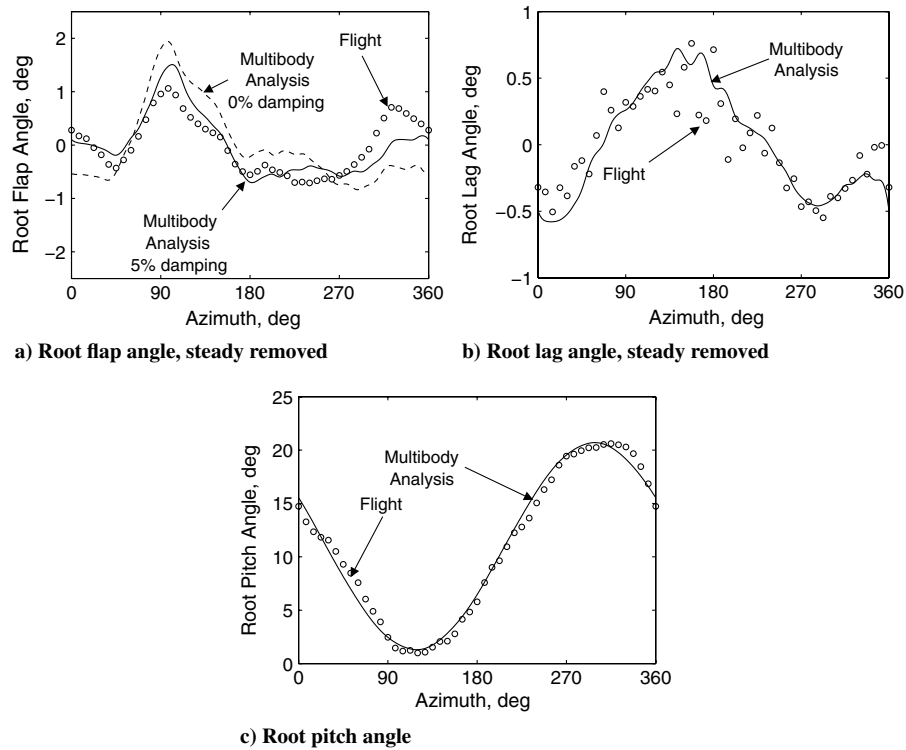 2
1
0
−1
−2
Root Flap Angle, deg
Multibody
Analysis
0% damping
Flight
Multibody
Analysis
5% damping
0 90 180 270 360
Azimuth, deg
a) Root flap angle, steady removed
1
0.5
0
−0.5
−1
Root Lag Angle, deg
Multibody
Analysis
Flight
0 90 180 270 360
Azimuth, deg
b) Root lag angle, steady removed
25
20
15
10
5
0
Root Pitch Angle, deg
Multibody
Analysis
Flight
0 90 180 270 360
Azimuth, deg
c) Root pitch angle